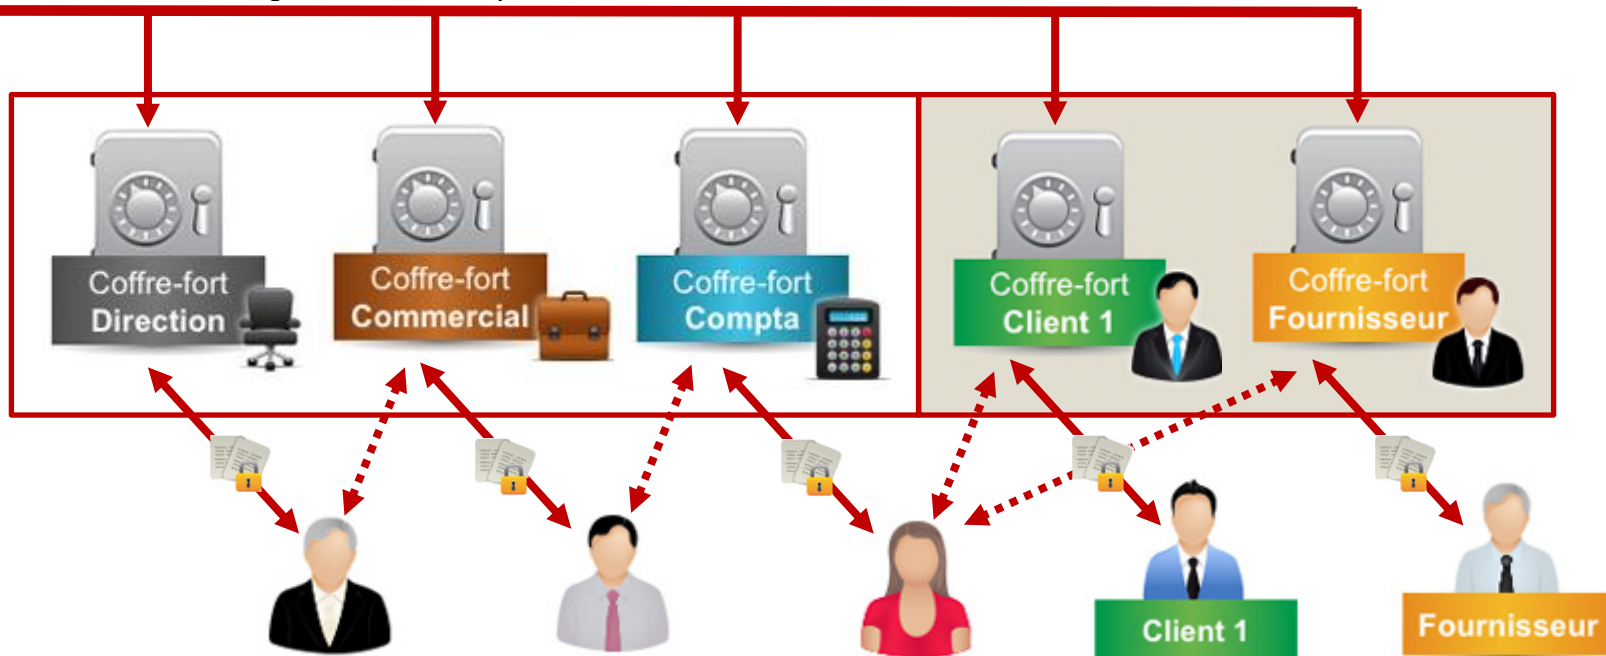 Coffre-fort
Direction
Coffre-fort
Commercial
Coffre-fort
Compta
Coffre-fort
Client 1
Coffre-fort
Fournisseur
Client 1
Fournisseur